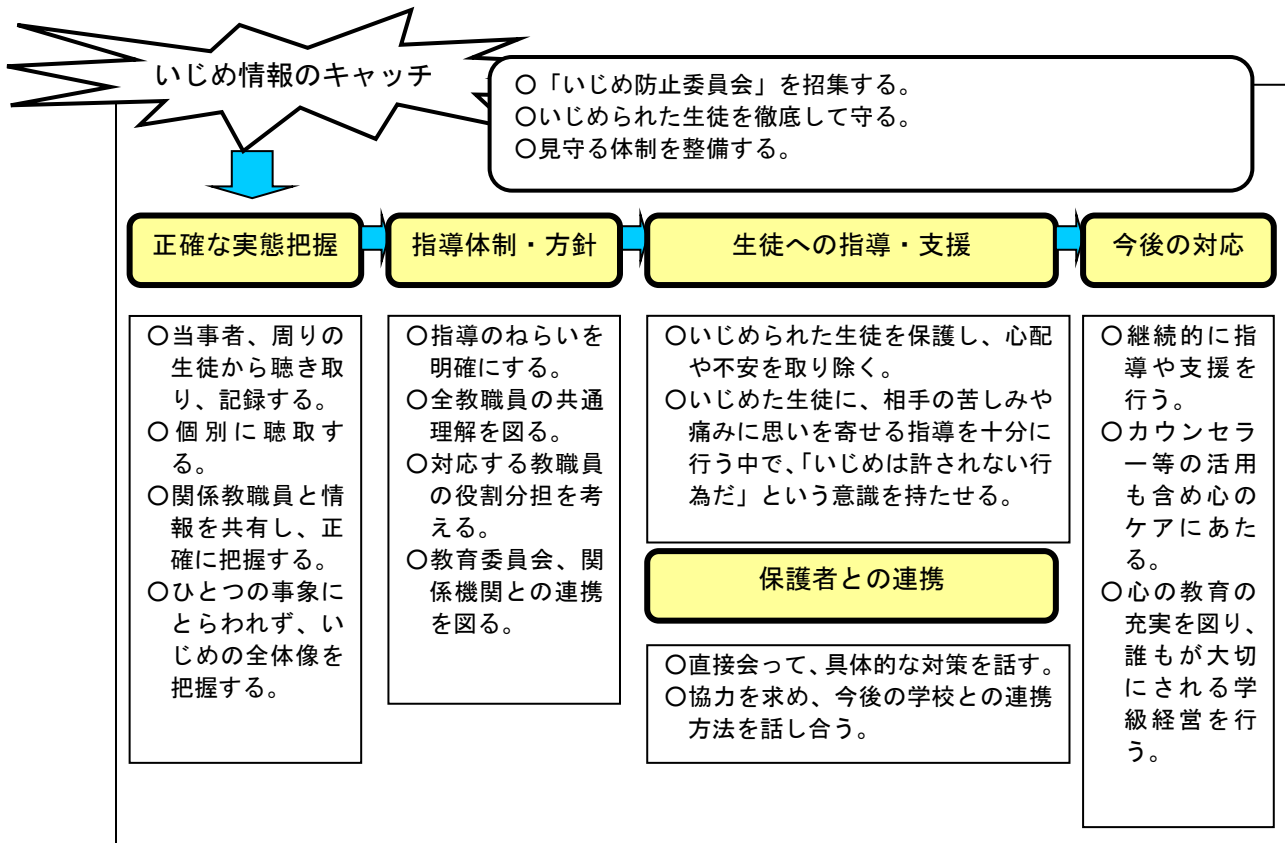 いじめ情報のキャッチ
〇「いじめ防止委員会」を招集する。
〇いじめられた生徒を徹底して守る。
〇見守る体制を整備する。
正確な実態把握
指導体制・方針
生徒への指導・支援
今後の対応
〇当事者、周りの
生徒から聴き取
り、記録する。
〇個別に聴取す
る。
〇関係教職員と情
報を共有し、正
確に把握する。
〇ひとつの事象に
とらわれず、い
じめの全体像を
把握する。
〇指導のねらいを
明確にする。
〇全教職員の共通
理解を図る。
〇対応する教職員
の役割分担を考
える。
〇教育委員会、関
係機関との連携
を図る。
〇いじめられた生徒を保護し、心配
や不安を取り除く。
〇いじめた生徒に、相手の苦しみや
痛みに思いを寄せる指導を十分に
行う中で、「いじめは許されない行
為だ」という意識を持たせる。
保護者との連携
〇直接会って、具体的な対策を話す。
〇協力を求め、今後の学校との連携
方法を話し合う。
〇継続的に指
導や支援を
行う。
〇カウンセラ
ー等の活用
も含め心の
ケアにあた
る。
〇心の教育の
充実を図り、
誰もが大切
にされる学
級経営を行
う。